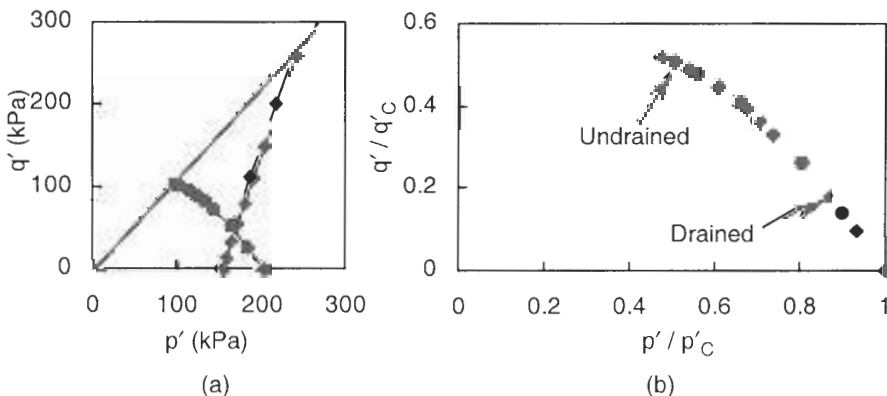 300
200
100
0
q′ (kPa)
0 100 200 300
p′ (kPa)
(a)
0.6
0.4
0.2
0
q′ / q′C
Undrained
Drained
0 0.2 0.4 0.6 0.8 1
p′ / p′C
(b)